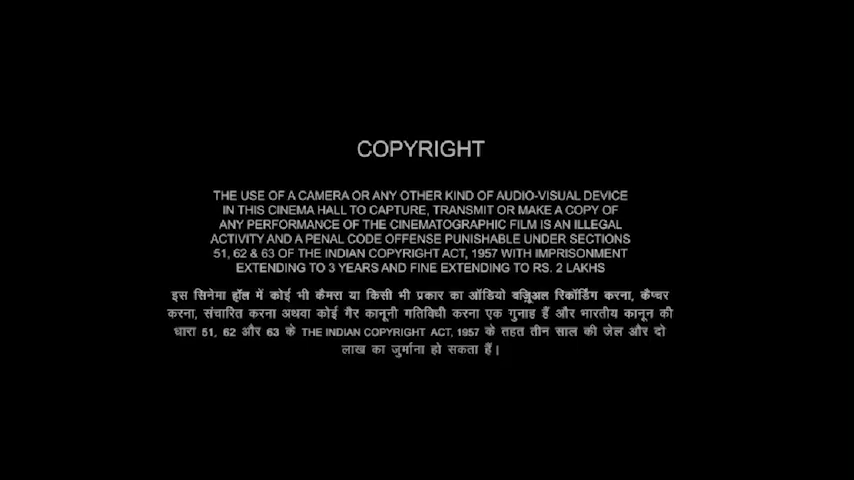 COPYRIGHT
THE USE OF A CAMERA OR ANY OTHER KIND OF AUDIO-VISUAL DEVICE
IN THIS CINEMA HALL TO CAPTURE, TRANSMIT OR MAKE A COPY OF
ANY PERFORMANCE OF THE CINEMATOGRAPHIC FILM IS AN ILLEGAL
ACTIVITY AND A PENAL CODE OFFENSE PUNISHABLE UNDER SECTIONS
51, 62 & 63 OF THE INDIAN COPYRIGHT ACT, 1957 WITH IMPRISONMENT
EXTENDING TO 3 YEARS AND FINE EXTENDING TO RS. 2 LAKHS
इस सिनेमा हॉल में कोई भी कैमरा या किसी भी प्रकार का ऑडियो वज़िुअल रिकॉर्डिंग करना, कैप्चर
करना, संचारित करना अथवा कोई गैर कानूनी गतिविधी करना एक गुनाह हैं और भारतीय कानून की
धारा 51, 62 और 63 के THE INDIAN COPYRIGHT ACT, 1957 के तहत तीन साल की जेल और दो
लाख का जुर्माना हो सकता हैं।